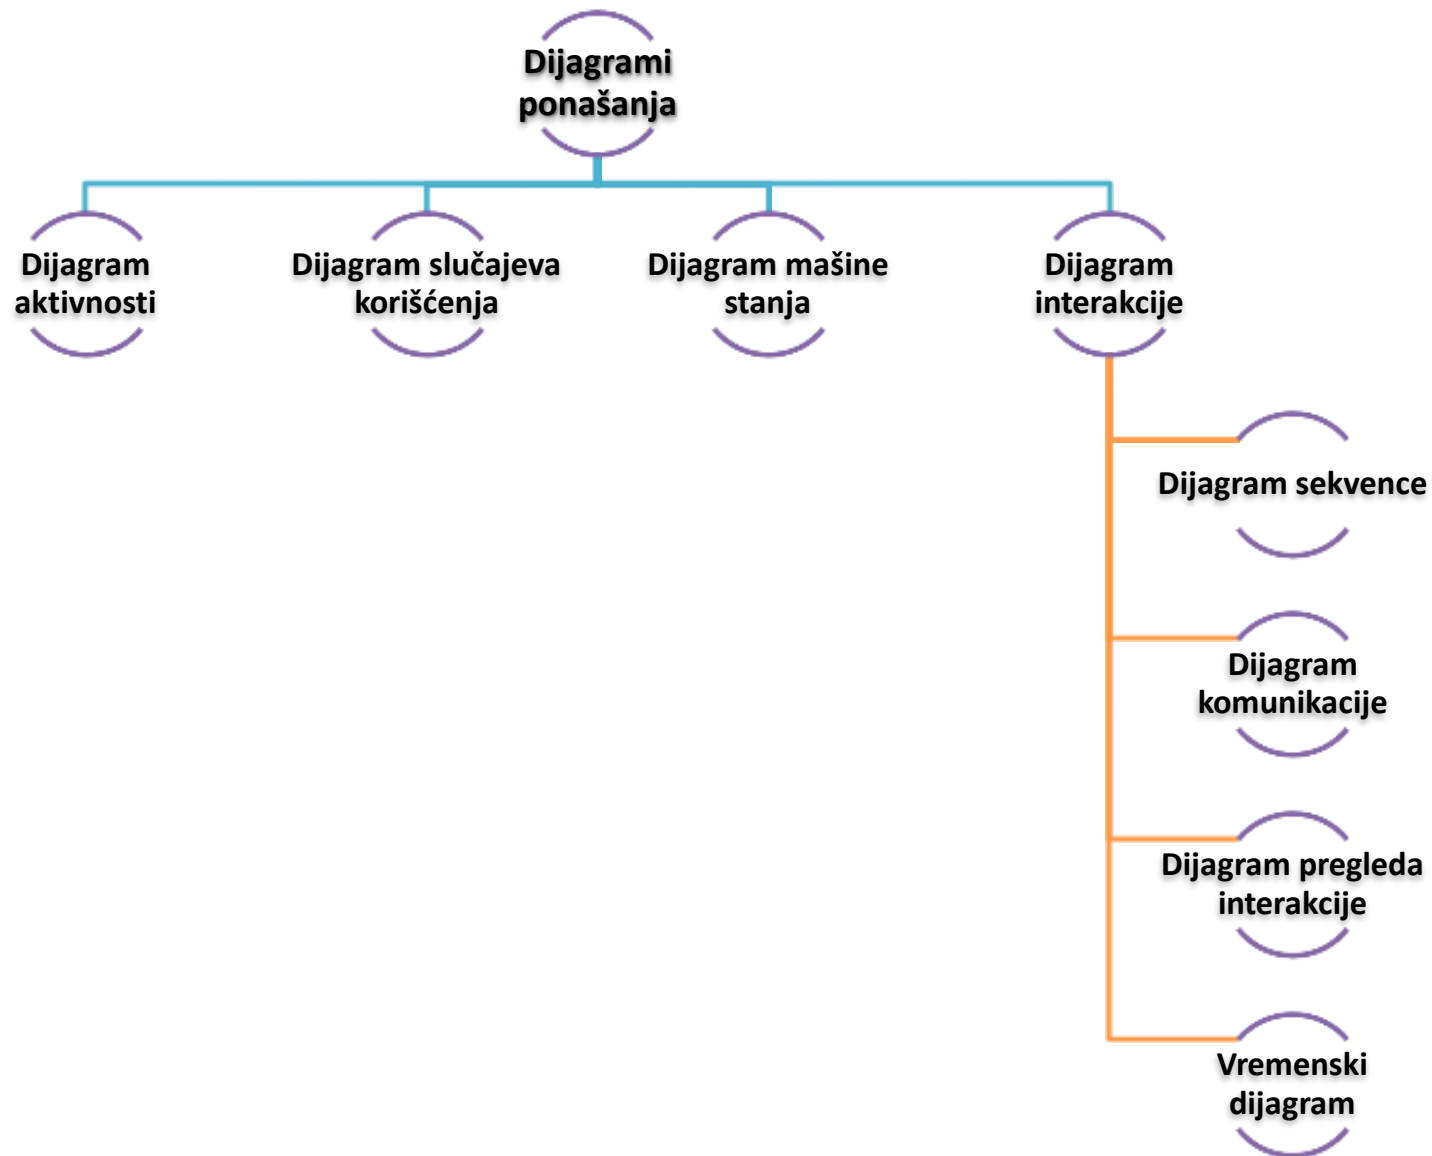 Dijagrami
ponašanja
Dijagram
aktivnosti
Dijagram slučajeva
korišćenja
Dijagram mašine
stanja
Dijagram
interakcije
Dijagram sekvence
Dijagram
komunikacije
Dijagram pregleda
interakcije
Vremenski
dijagram